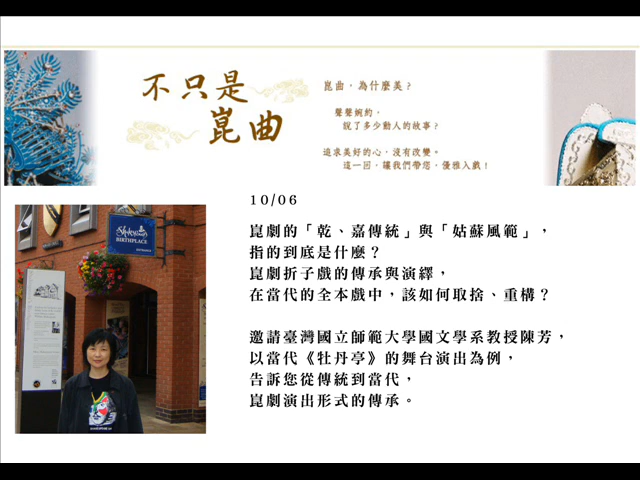 不只是
崑曲
崑曲,為什麼美?
聲聲婉約,
說了多少動人的故事?
追求美好的心,沒有改變。
這一回,讓我們帶您,優雅入戲!
10/06
崑劇的「乾、嘉傳統」與「姑蘇風範」,
指的到底是什麼?
崑劇折子戲的傳承與演繹,
在當代的全本戲中,該如何取捨、重構?
邀請臺灣國立師範大學國文學系教授陳芳,
以當代《牡丹亭》的舞台演出為例,
告訴您從傳統到當代,
崑劇演出形式的傳承。
BIRTHPLACE